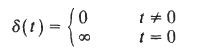 δ(t) = { 0 t ≠ 0
∞ t = 0